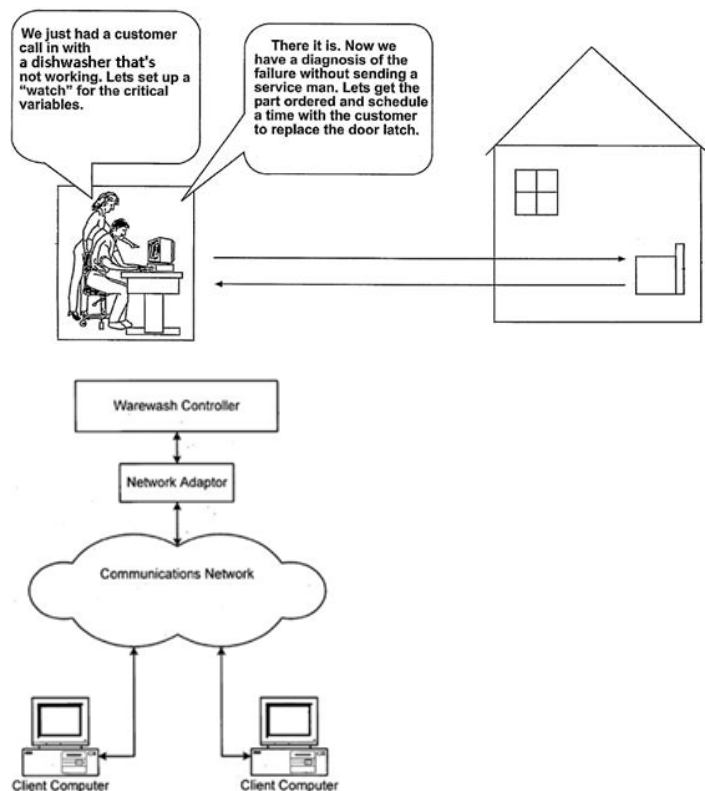 We just had a customer
call in with
a dishwasher that's
not working. Lets set up a
“watch” for the critical
variables.
There it is. Now we
have a diagnosis of the
failure without sending a
service man. Lets get the
part ordered and schedule
a time with the customer
to replace the door latch.
Warewash Controller
Network Adaptor
Communications Network
Client Computer
Client Computer